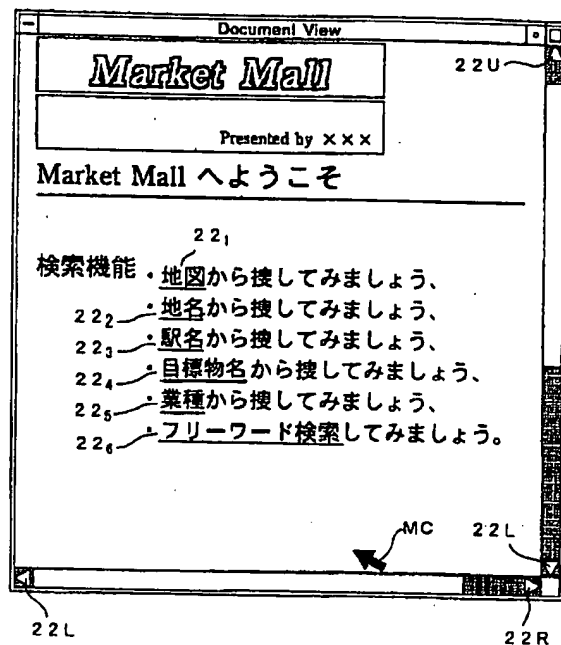 Document View
Market Mall
22U
Presented by ×××
Market Mall へようこそ
22₁
検索機能・地図から捜してみましょう、
22₂ ・地名から捜してみましょう、
22₃ ・駅名から捜してみましょう、
22₄ ・目標物名から捜してみましょう、
22₅ ・業種から捜してみましょう、
22₆ ・フリーワード検索してみましょう。
MC 22L
22L
22R